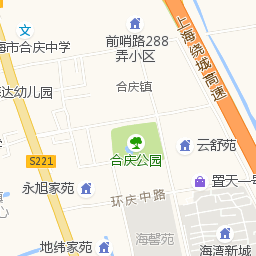 前哨路288
弄小区
上海绕城高速
海市合庆中学
合庆镇
达幼儿园
云舒苑
S221
合庆公园
永旭家苑
置天一号
环庆中路
海馨苑
地纬家苑
海湾新城